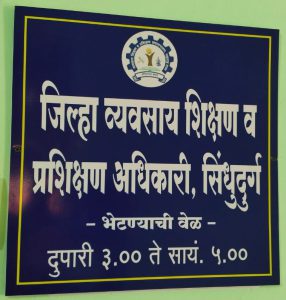 जिल्हा व्यवसाय शिक्षण व
प्रशिक्षण अधिकारी, सिंधुदुर्ग
- भेटण्याची वेळ -
दुपारी ३.०० ते सायं. ५.००